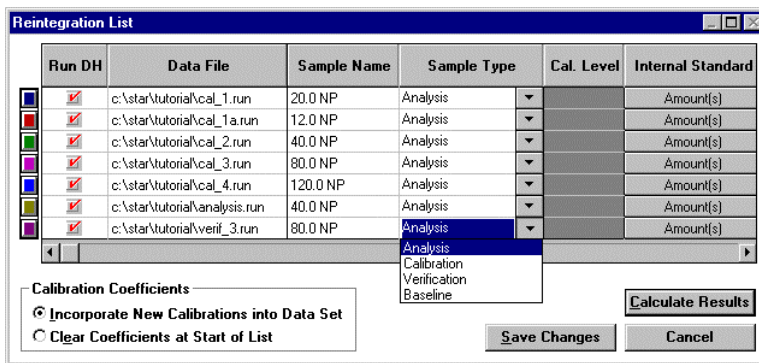 Reintegration List
Run DH Data File Sample Name Sample Type Cal. Level Internal Standard
c:\star\tutorial\cal_1.run 20.0 NP Analysis Amount(s)
c:\star\tutorial\cal_1a.run 12.0 NP Analysis Amount(s)
c:\star\tutorial\cal_2.run 40.0 NP Analysis Amount(s)
c:\star\tutorial\cal_3.run 80.0 NP Analysis Amount(s)
c:\star\tutorial\cal_4.run 120.0 NP Analysis Amount(s)
c:\star\tutorial\analysis.run 40.0 NP Analysis Amount(s)
c:\star\tutorial\verif_3.run 80.0 NP Analysis Amount(s)
Analysis
Calibration
Verification
Baseline
Calibration Coefficients
Incorporate New Calibrations into Data Set
Clear Coefficients at Start of List
Calculate Results
Save Changes Cancel